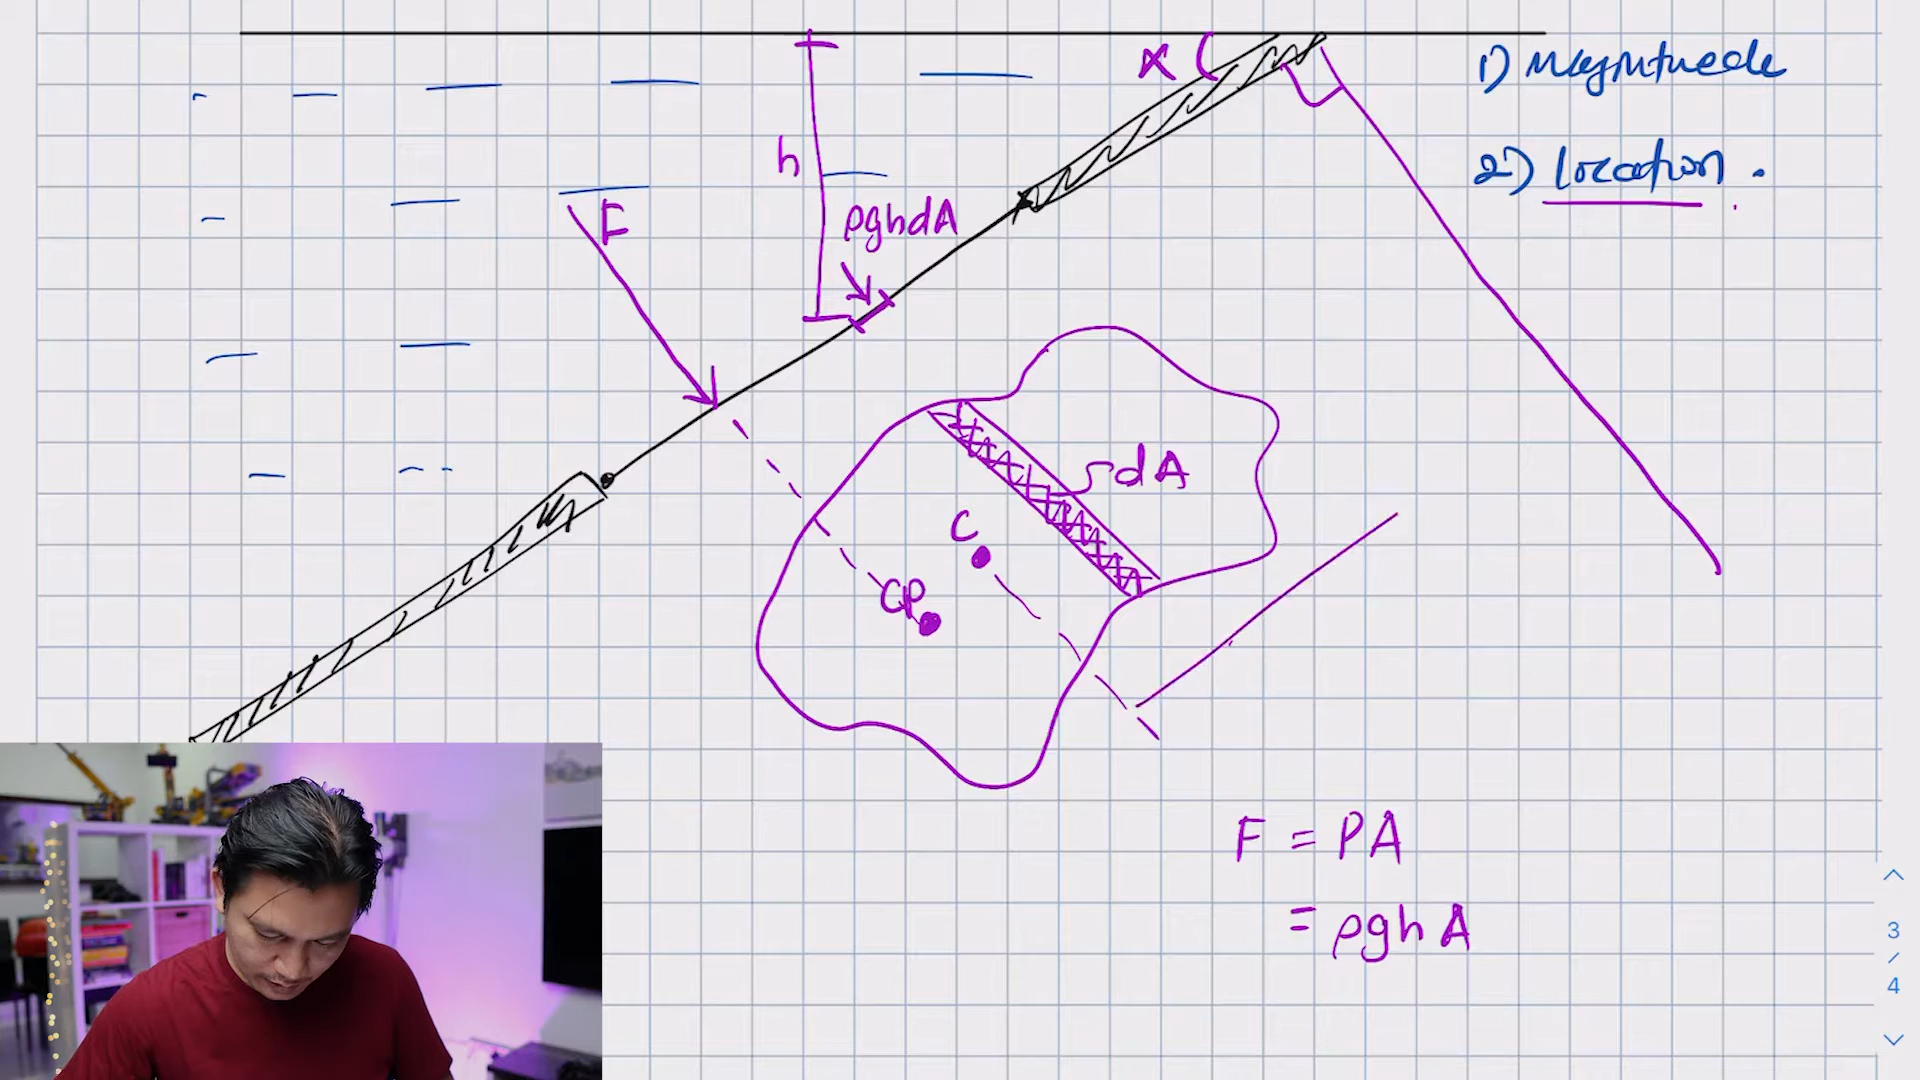 α
1) Magnitude
h
2) Location.
F
ρghdA
dA
C
CP
F = PA
= ρghA
3
/
4